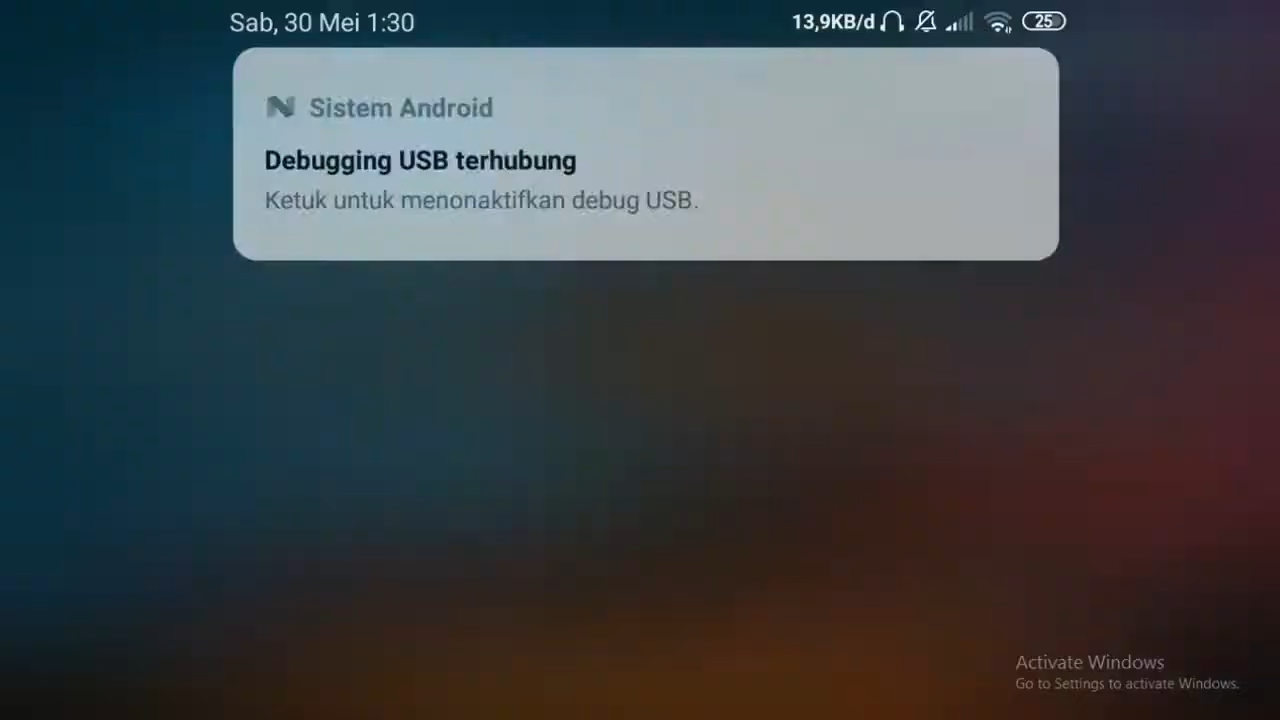 Sab, 30 Mei 1:30 13,9KB/d 25
Sistem Android
Debugging USB terhubung
Ketuk untuk menonaktifkan debug USB.
Activate Windows
Go to Settings to activate Windows.